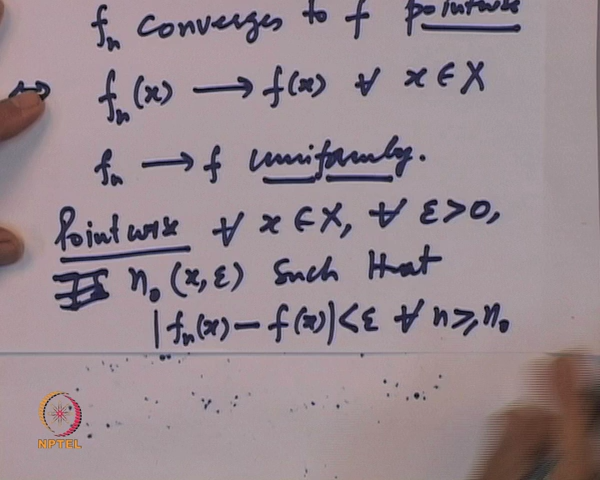 fₙ converges to f pointwise
⇔ fₙ(x) ⟶ f(x) ∀ x ∈ X
fₙ ⟶ f uniformly.
Pointwise ∀ x ∈ X, ∀ ε > 0,
∃ n₀(x, ε) such that
|fₙ(x) − f(x)| < ε ∀ n ≥ n₀
NPTEL